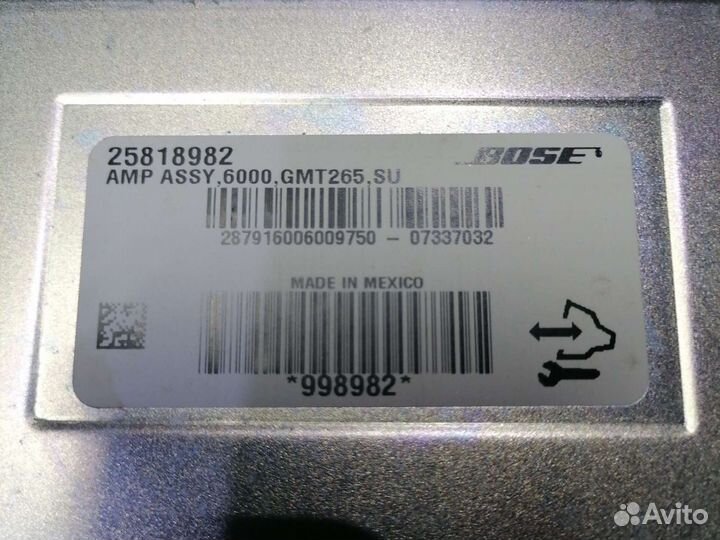 25818982
BOSE
AMP ASSY,6000,GMT265,SU
287916006009750 - 07337032
MADE IN MEXICO
*998982*
Avito